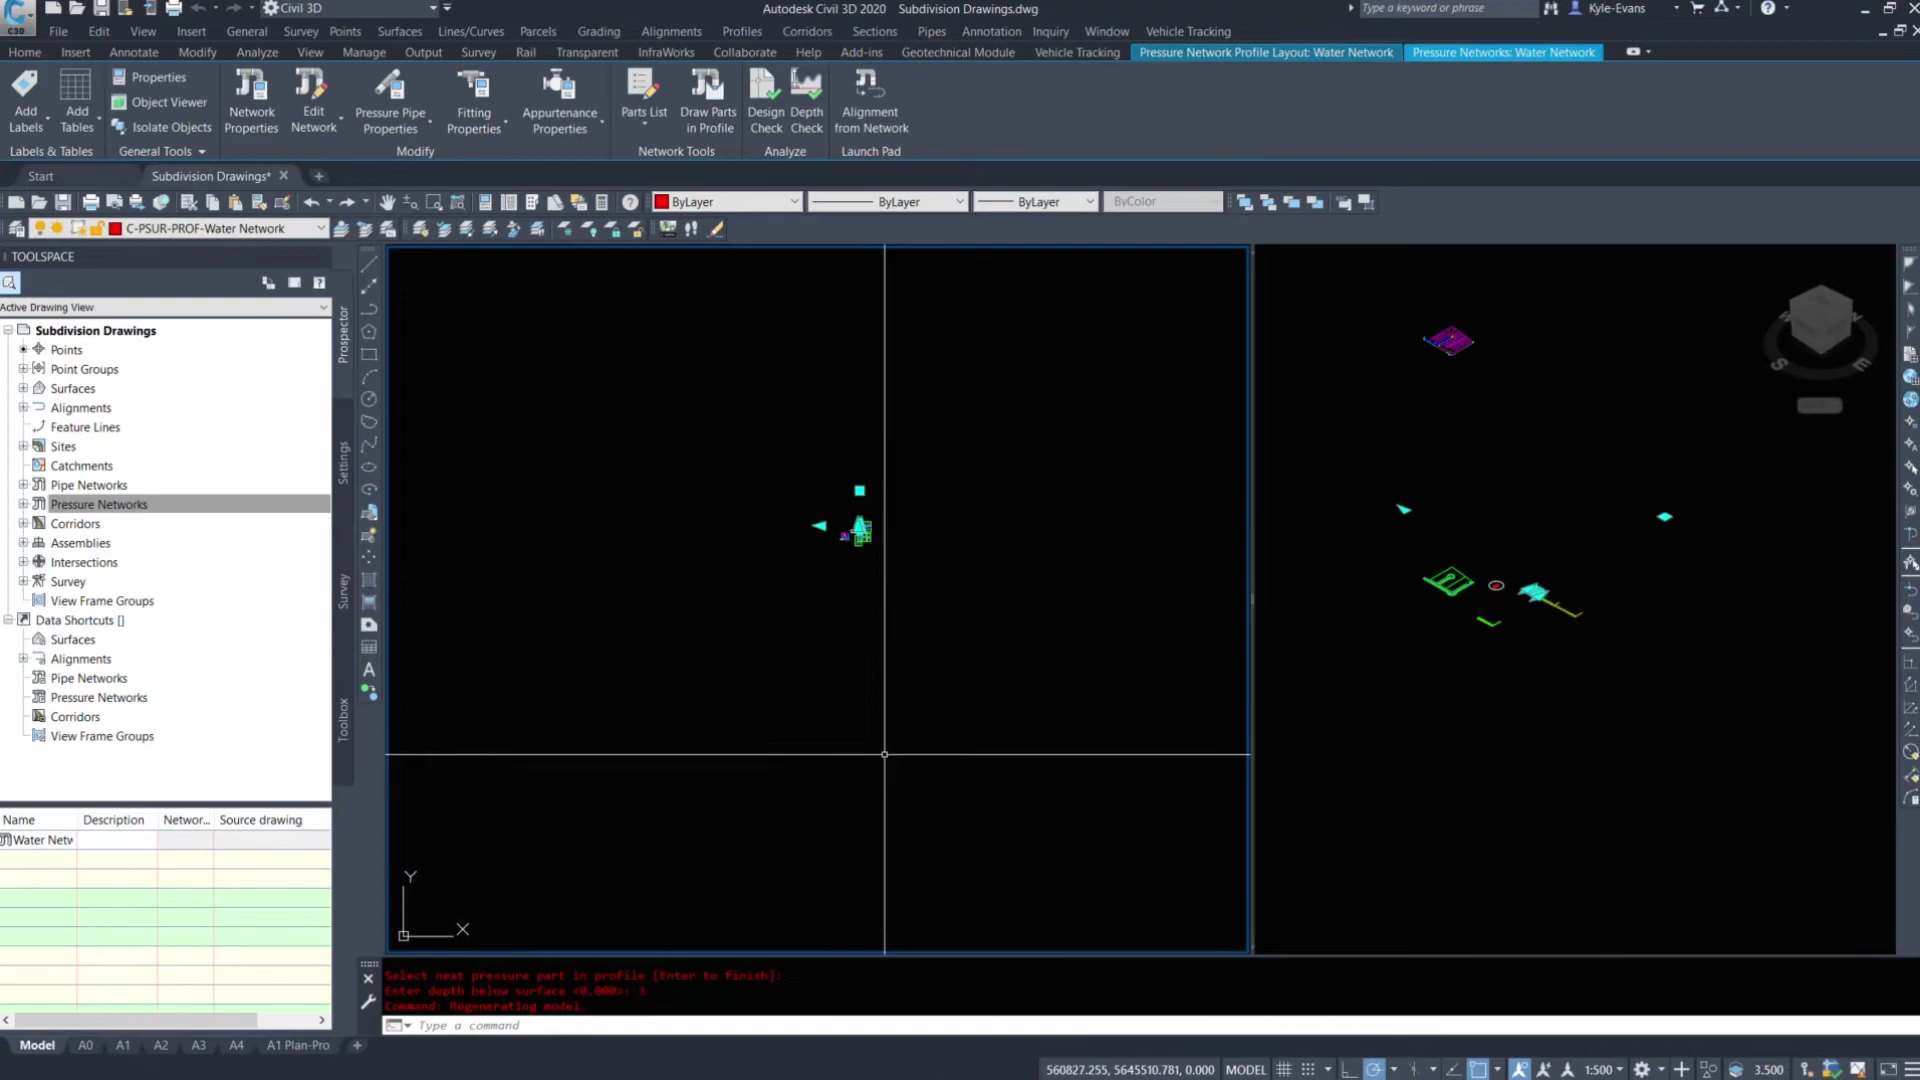 Civil 3D
Autodesk Civil 3D 2020 Subdivision Drawings.dwg
Type a keyword or phrase
Kyle-Evans
C3D
File Edit View Insert General Survey Points Surfaces Lines/Curves Parcels Grading Alignments Profiles Corridors Sections Pipes Annotation Inquiry Window Vehicle Tracking
Home Insert Annotate Modify Analyze View Manage Output Survey Rail Transparent InfraWorks Collaborate Help Add-ins Geotechnical Module Vehicle Tracking Pressure Network Profile Layout: Water Network Pressure Networks: Water Network
Add Labels
Add Tables
Properties
Object Viewer
Isolate Objects
Network Properties
Edit Network
Pressure Pipe Properties
Fitting Properties
Appurtenance Properties
Parts List
Draw Parts in Profile
Design Check
Depth Check
Alignment from Network
Labels & Tables General Tools Modify Network Tools Analyze Launch Pad
Start Subdivision Drawings*
ByLayer ByLayer ByLayer ByColor
C-PSUR-PROF-Water Network
TOOLSPACE
Active Drawing View
Subdivision Drawings
Points
Point Groups
Surfaces
Alignments
Feature Lines
Sites
Catchments
Pipe Networks
Pressure Networks
Corridors
Assemblies
Intersections
Survey
View Frame Groups
Data Shortcuts []
Surfaces
Alignments
Pipe Networks
Pressure Networks
Corridors
View Frame Groups
Prospector
Settings
Survey
Toolbox
Name Description Networ... Source drawing
Water Netw
Y
X
S
E
Select next pressure part in profile [Enter to finish]:
Enter depth below surface <0.000>: 3
Command: Regenerating model.
Type a command
Model A0 A1 A2 A3 A4 A1 Plan-Pro
560827.255, 5645510.781, 0.000 MODEL 1:500 3.500